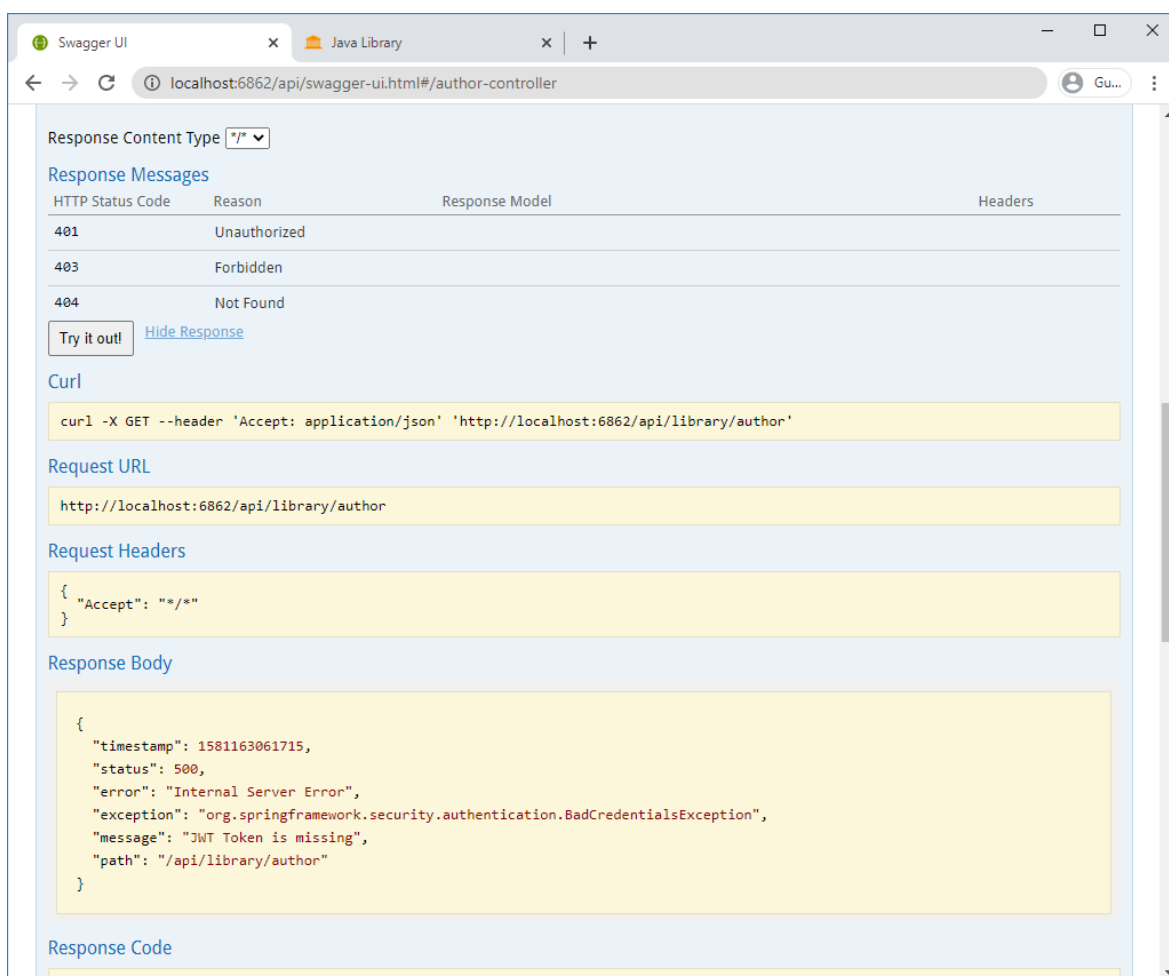 Swagger UI
Java Library
localhost:6862/api/swagger-ui.html#/author-controller
Gu...
Response Content Type */*
Response Messages
HTTP Status Code Reason Response Model Headers
401 Unauthorized
403 Forbidden
404 Not Found
Try it out! Hide Response
Curl
curl -X GET --header 'Accept: application/json' 'http://localhost:6862/api/library/author'
Request URL
http://localhost:6862/api/library/author
Request Headers
{
"Accept": "*/*"
}
Response Body
{
"timestamp": 1581163061715,
"status": 500,
"error": "Internal Server Error",
"exception": "org.springframework.security.authentication.BadCredentialsException",
"message": "JWT Token is missing",
"path": "/api/library/author"
}
Response Code